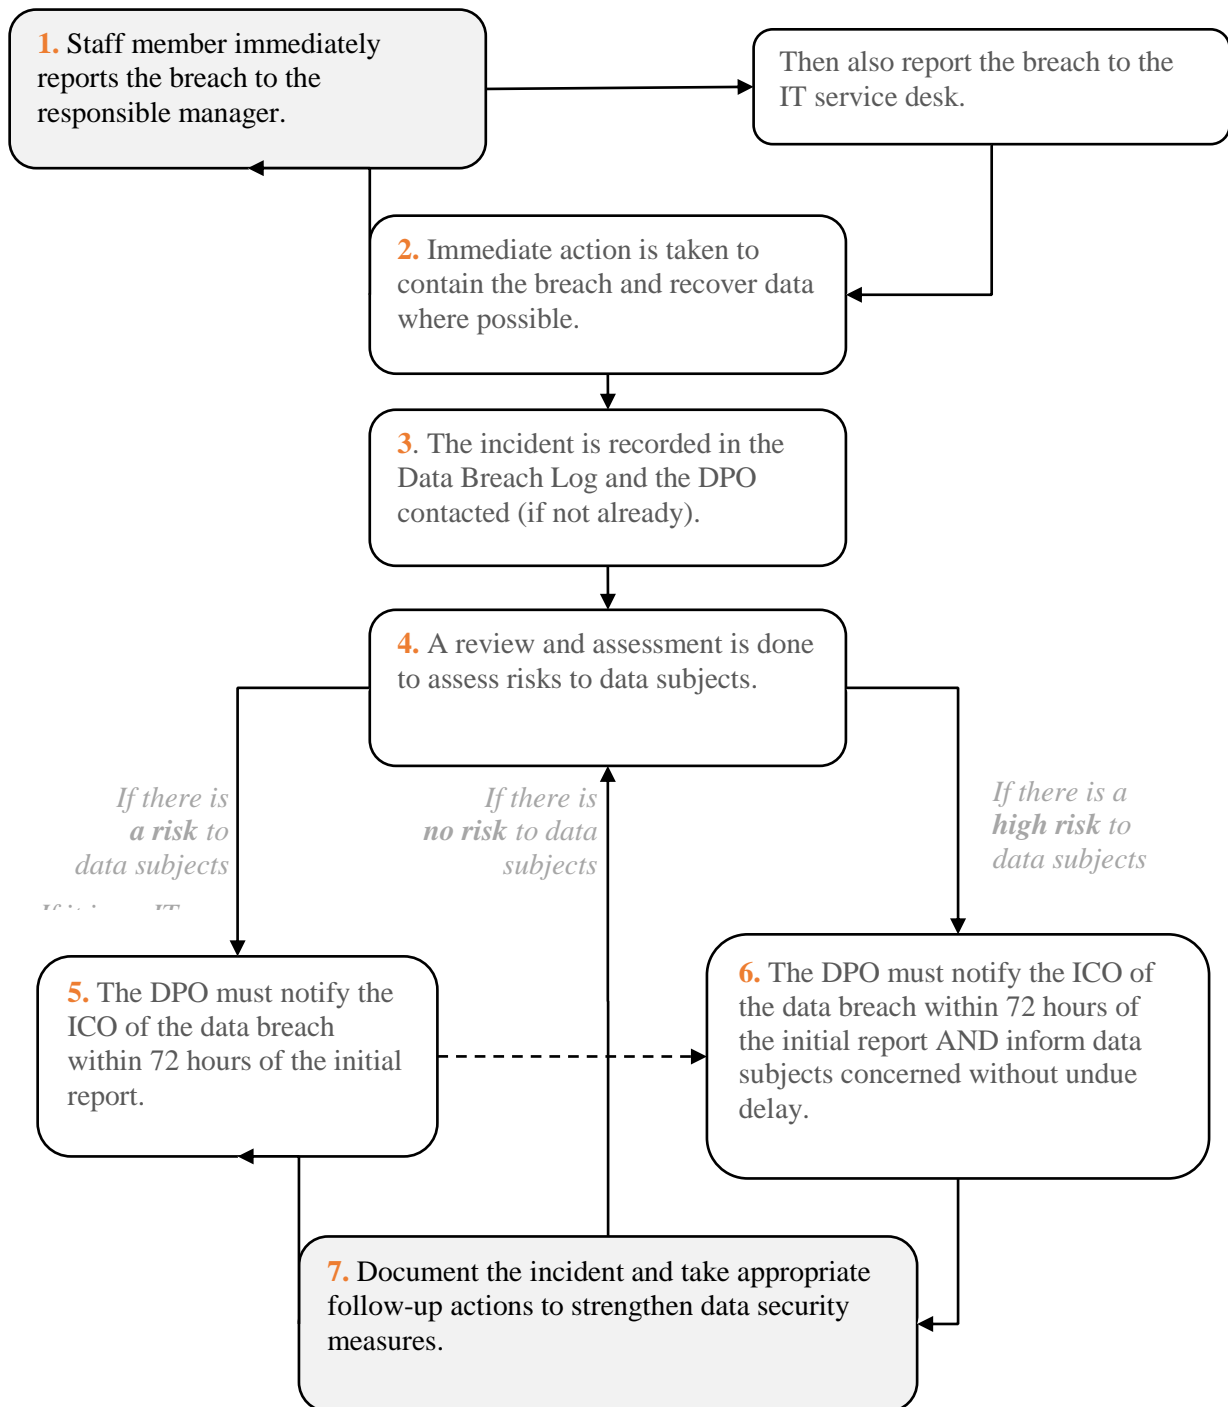 1. Staff member immediately
reports the breach to the
responsible manager.
Then also report the breach to the
IT service desk.
2. Immediate action is taken to
contain the breach and recover data
where possible.
3. The incident is recorded in the
Data Breach Log and the DPO
contacted (if not already).
4. A review and assessment is done
to assess risks to data subjects.
If there is
a risk to
data subjects
If there is
no risk to data
subjects
If there is a
high risk to
data subjects
5. The DPO must notify the
ICO of the data breach
within 72 hours of the initial
report.
6. The DPO must notify the ICO of
the data breach within 72 hours of
the initial report AND inform data
subjects concerned without undue
delay.
7. Document the incident and take appropriate
follow-up actions to strengthen data security
measures.